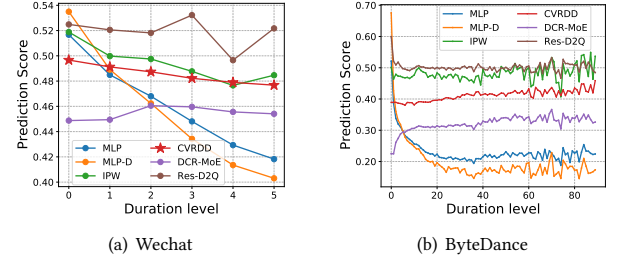 0.54
0.52
0.50
0.48
0.46
0.44
0.42
0.40
Prediction Score
MLP
MLP-D
IPW
CVRDD
DCR-MoE
Res-D2Q
0 1 2 3 4 5
Duration level
(a) Wechat
0.70
0.60
0.50
0.40
0.30
0.20
Prediction Score
MLP
MLP-D
IPW
CVRDD
DCR-MoE
Res-D2Q
0 20 40 60 80
Duration level
(b) ByteDance